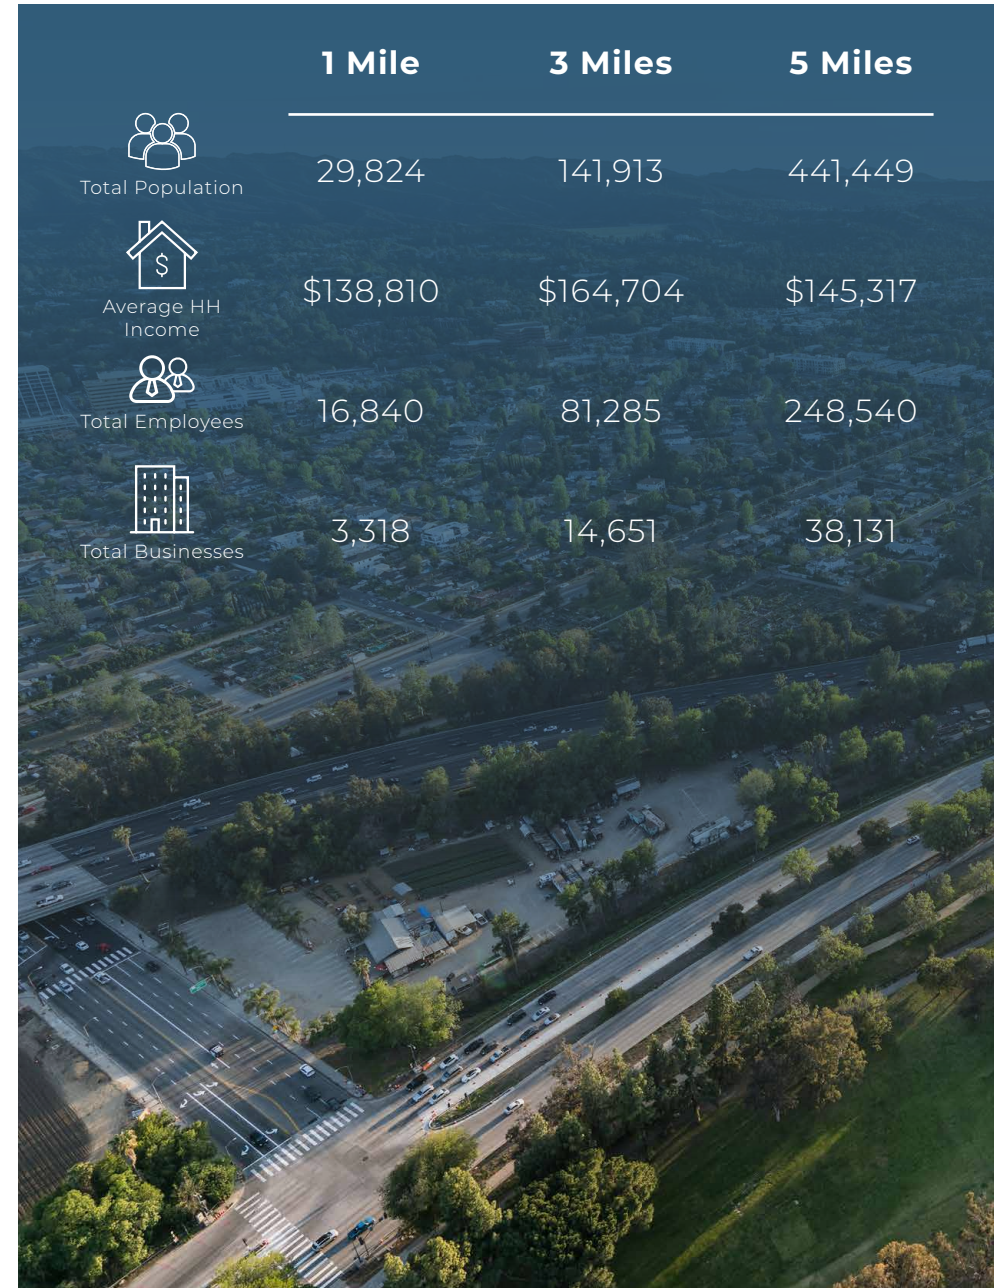 1 Mile 3 Miles 5 Miles
Total Population 29,824 141,913 441,449
$
Average HH
Income $138,810 $164,704 $145,317
Total Employees 16,840 81,285 248,540
Total Businesses 3,318 14,651 38,131